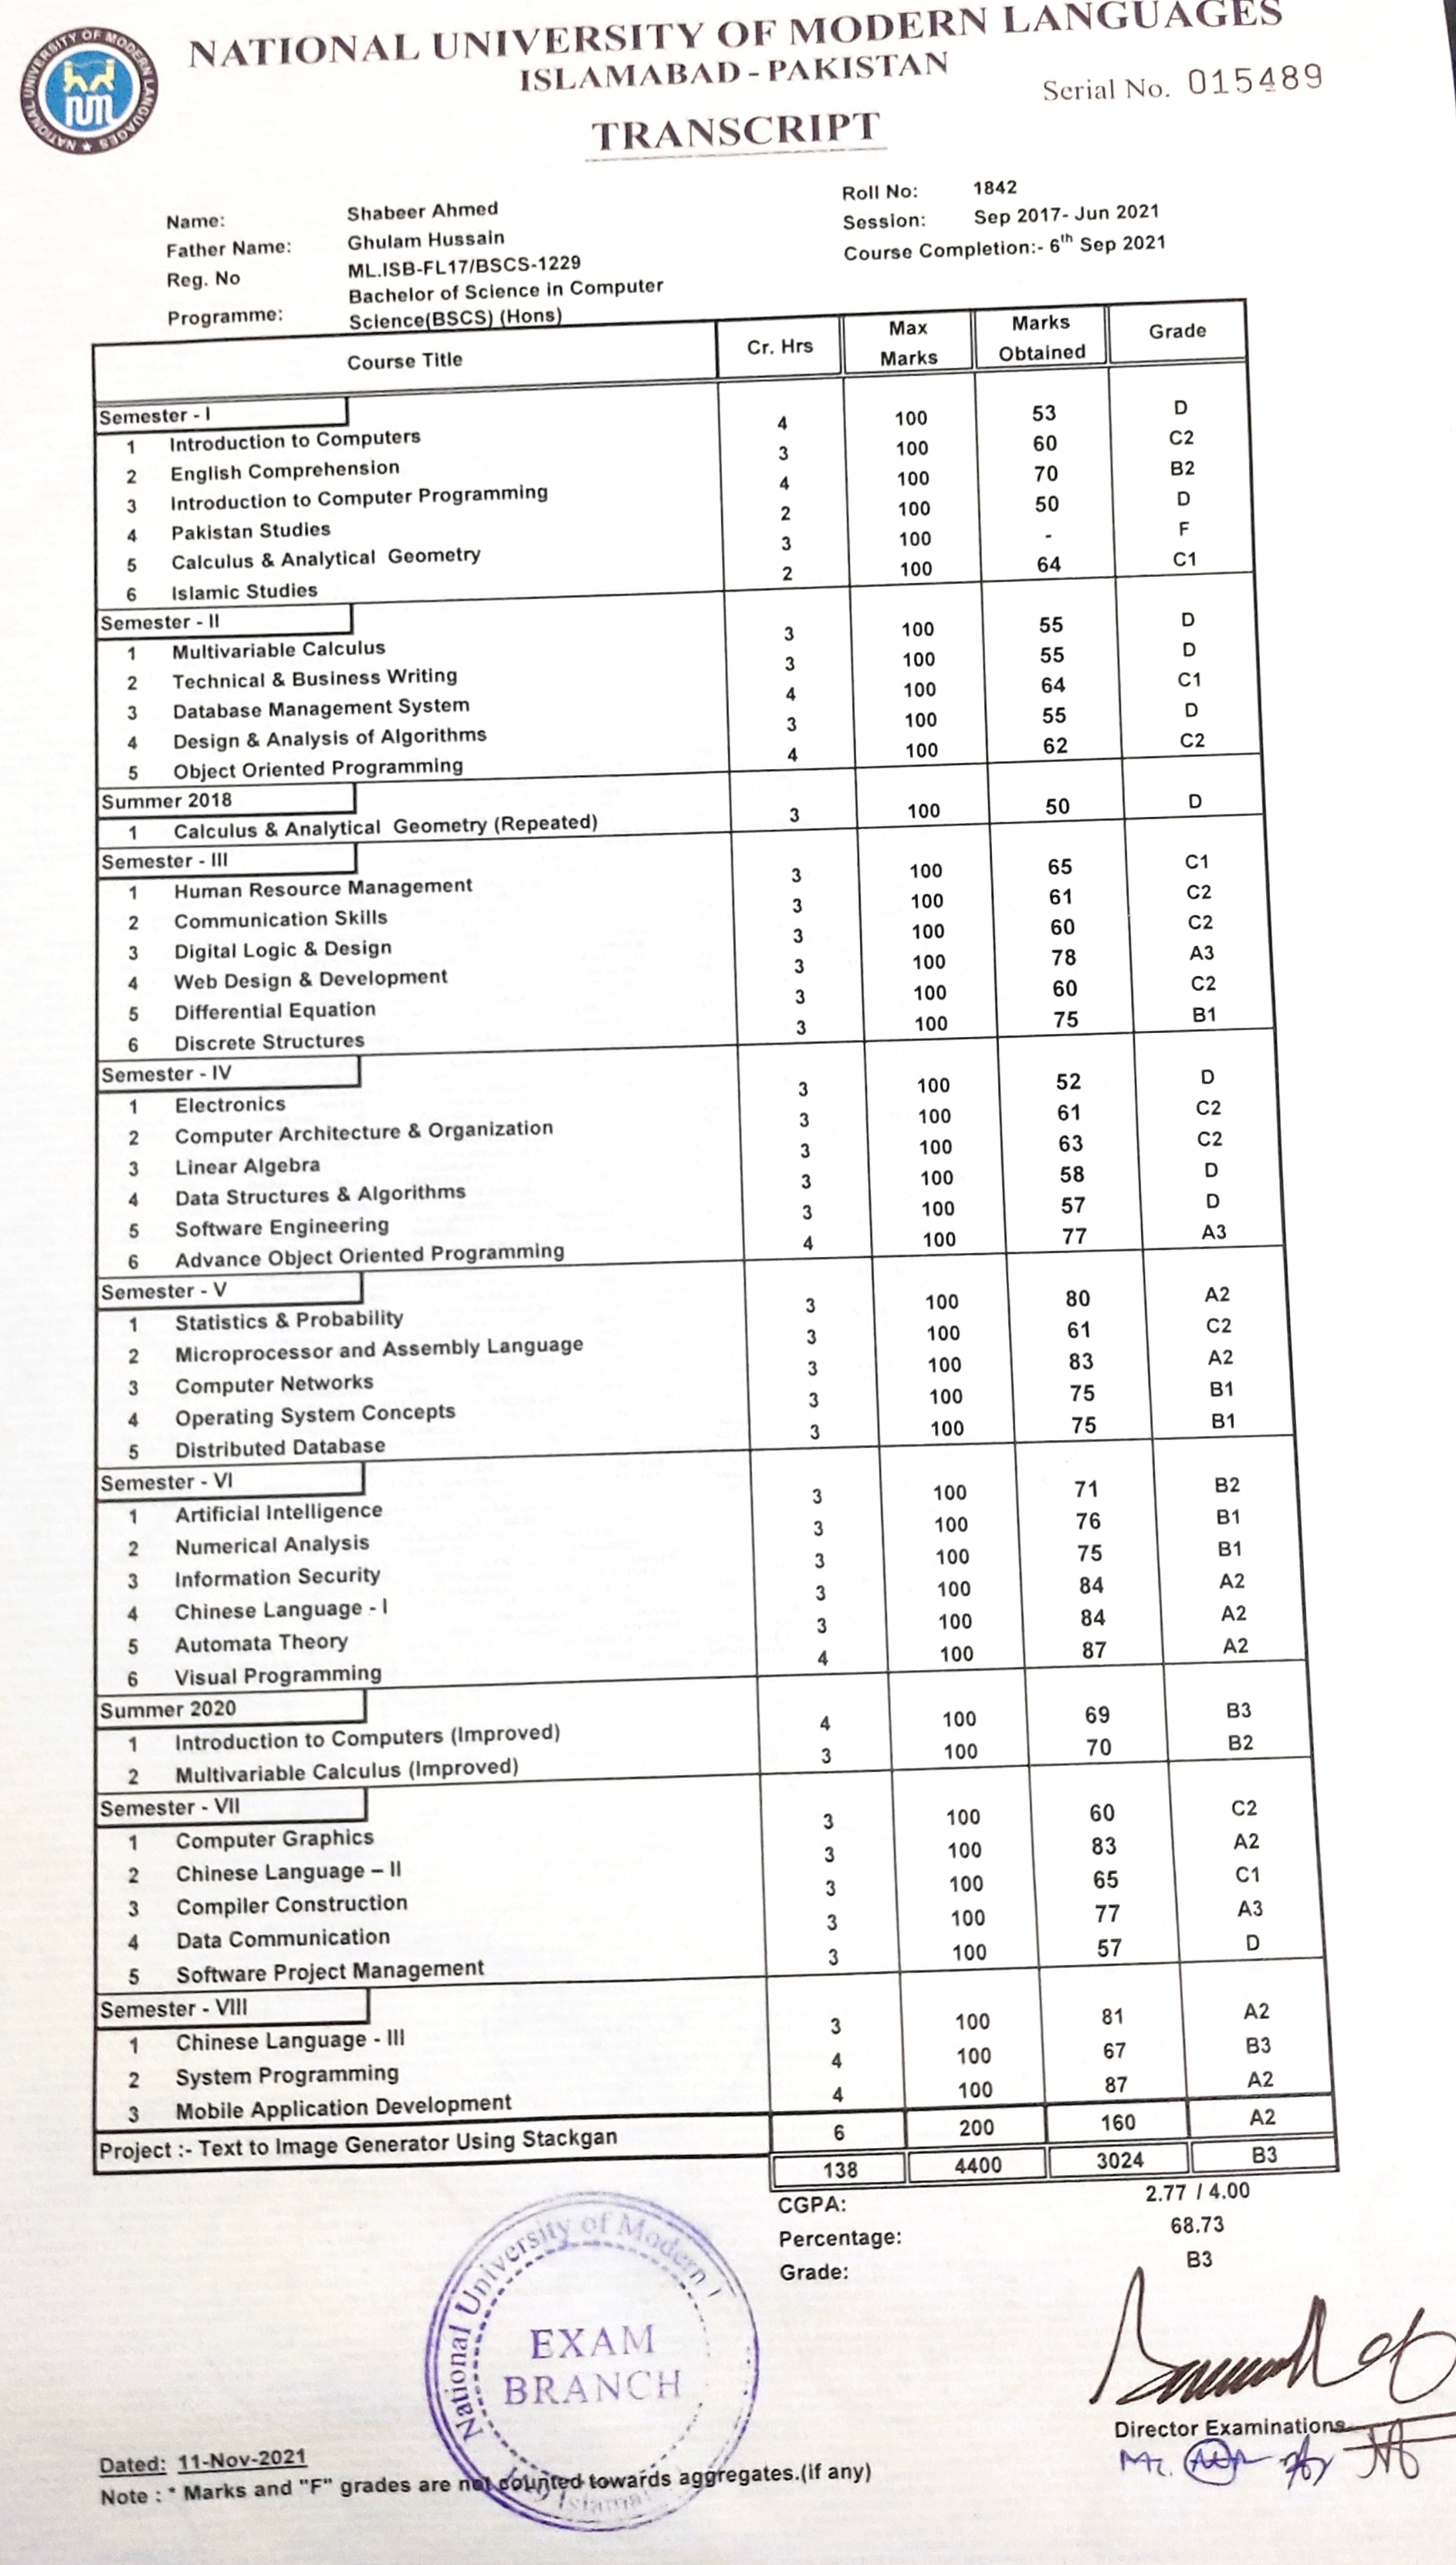 NATIONAL UNIVERSITY OF MODERN LANGUAGES
ISLAMABAD - PAKISTAN
Serial No. 015489
TRANSCRIPT
NATIONAL UNIVERSITY OF MODERN LANGUAGES
Name: Shabeer Ahmed
Father Name: Ghulam Hussain
Reg. No ML.ISB-FL17/BSCS-1229
Programme: Bachelor of Science in Computer
Science(BSCS) (Hons)
Roll No: 1842
Session: Sep 2017- Jun 2021
Course Completion:- 6th Sep 2021
Course Title Cr. Hrs Max Marks Marks Obtained Grade
Semester - I
1 Introduction to Computers 4 100 53 D
2 English Comprehension 3 100 60 C2
3 Introduction to Computer Programming 4 100 70 B2
4 Pakistan Studies 2 100 50 D
5 Calculus & Analytical Geometry 3 100 - F
6 Islamic Studies 2 100 64 C1
Semester - II
1 Multivariable Calculus 3 100 55 D
2 Technical & Business Writing 3 100 55 D
3 Database Management System 4 100 64 C1
4 Design & Analysis of Algorithms 3 100 55 D
5 Object Oriented Programming 4 100 62 C2
Summer 2018
1 Calculus & Analytical Geometry (Repeated) 3 100 50 D
Semester - III
1 Human Resource Management 3 100 65 C1
2 Communication Skills 3 100 61 C2
3 Digital Logic & Design 3 100 60 C2
4 Web Design & Development 3 100 78 A3
5 Differential Equation 3 100 60 C2
6 Discrete Structures 3 100 75 B1
Semester - IV
1 Electronics 3 100 52 D
2 Computer Architecture & Organization 3 100 61 C2
3 Linear Algebra 3 100 63 C2
4 Data Structures & Algorithms 3 100 58 D
5 Software Engineering 3 100 57 D
6 Advance Object Oriented Programming 4 100 77 A3
Semester - V
1 Statistics & Probability 3 100 80 A2
2 Microprocessor and Assembly Language 3 100 61 C2
3 Computer Networks 3 100 83 A2
4 Operating System Concepts 3 100 75 B1
5 Distributed Database 3 100 75 B1
Semester - VI
1 Artificial Intelligence 3 100 71 B2
2 Numerical Analysis 3 100 76 B1
3 Information Security 3 100 75 B1
4 Chinese Language - I 3 100 84 A2
5 Automata Theory 3 100 84 A2
6 Visual Programming 4 100 87 A2
Summer 2020
1 Introduction to Computers (Improved) 4 100 69 B3
2 Multivariable Calculus (Improved) 3 100 70 B2
Semester - VII
1 Computer Graphics 3 100 60 C2
2 Chinese Language – II 3 100 83 A2
3 Compiler Construction 3 100 65 C1
4 Data Communication 3 100 77 A3
5 Software Project Management 3 100 57 D
Semester - VIII
1 Chinese Language - III 3 100 81 A2
2 System Programming 4 100 67 B3
3 Mobile Application Development 4 100 87 A2
Project :- Text to Image Generator Using Stackgan 6 200 160 A2
138 4400 3024 B3
CGPA: 2.77 / 4.00
Percentage: 68.73
Grade: B3
National University of Modern
EXAM
BRANCH
Director Examinations
Dated: 11-Nov-2021
Note : * Marks and "F" grades are not counted towards aggregates.(if any)